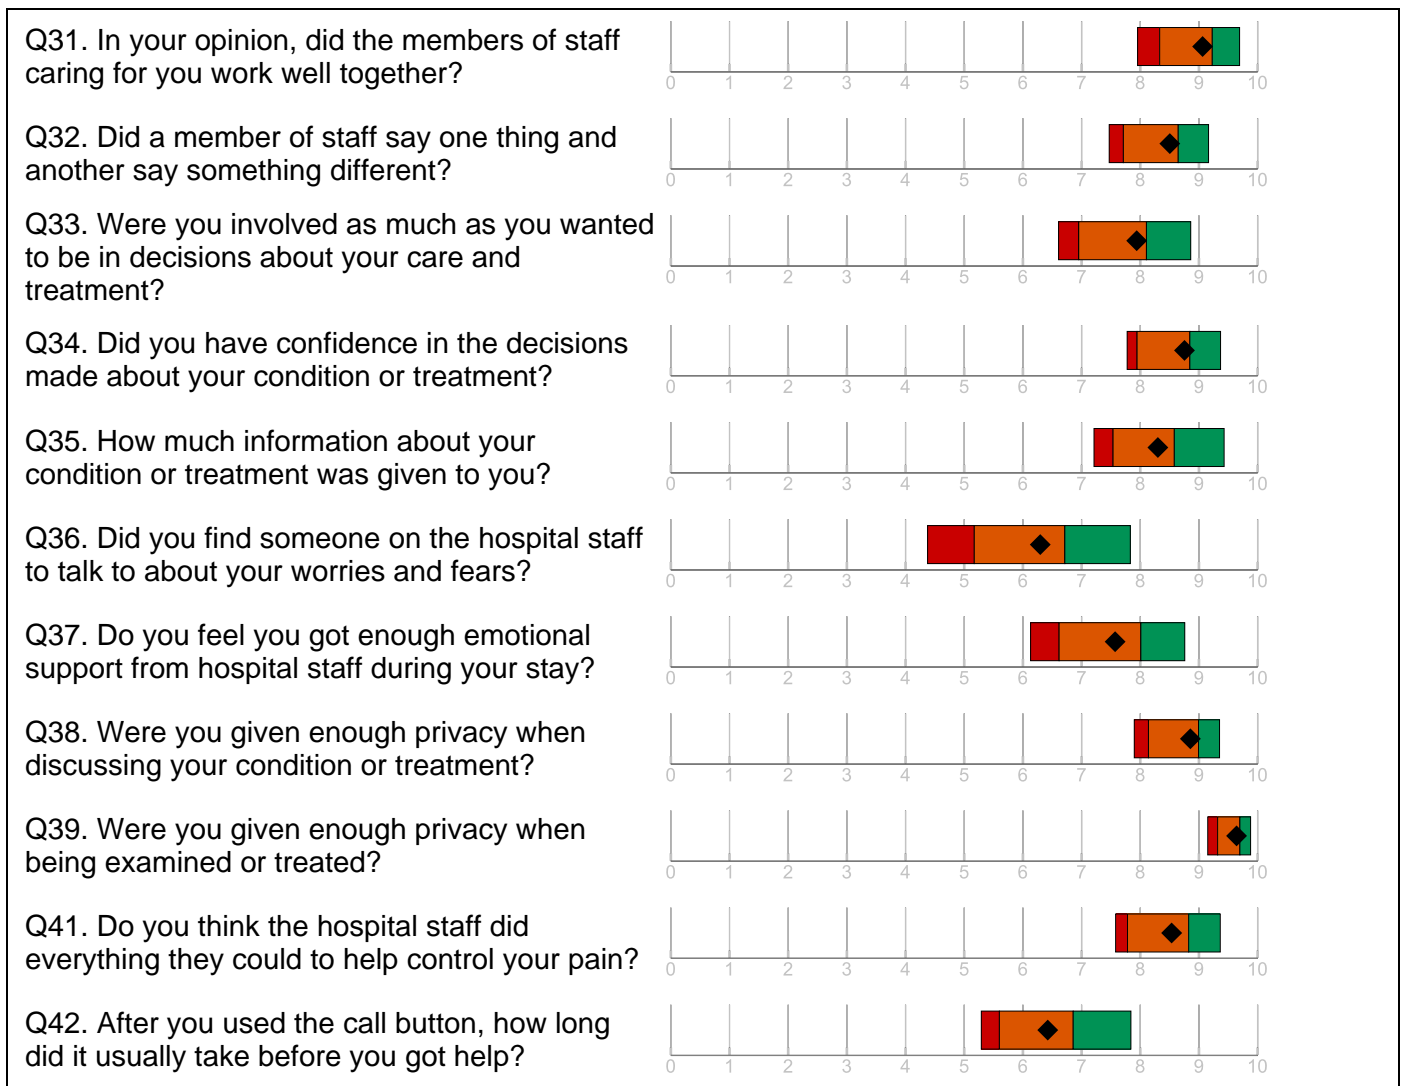 Q31. In your opinion, did the members of staff
caring for you work well together?
0 1 2 3 4 5 6 7 8 9 10
Q32. Did a member of staff say one thing and
another say something different?
0 1 2 3 4 5 6 7 8 9 10
Q33. Were you involved as much as you wanted
to be in decisions about your care and
treatment?
0 1 2 3 4 5 6 7 8 9 10
Q34. Did you have confidence in the decisions
made about your condition or treatment?
0 1 2 3 4 5 6 7 8 9 10
Q35. How much information about your
condition or treatment was given to you?
0 1 2 3 4 5 6 7 8 9 10
Q36. Did you find someone on the hospital staff
to talk to about your worries and fears?
0 1 2 3 4 5 6 7 8 9 10
Q37. Do you feel you got enough emotional
support from hospital staff during your stay?
0 1 2 3 4 5 6 7 8 9 10
Q38. Were you given enough privacy when
discussing your condition or treatment?
0 1 2 3 4 5 6 7 8 9 10
Q39. Were you given enough privacy when
being examined or treated?
0 1 2 3 4 5 6 7 8 9 10
Q41. Do you think the hospital staff did
everything they could to help control your pain?
0 1 2 3 4 5 6 7 8 9 10
Q42. After you used the call button, how long
did it usually take before you got help?
0 1 2 3 4 5 6 7 8 9 10